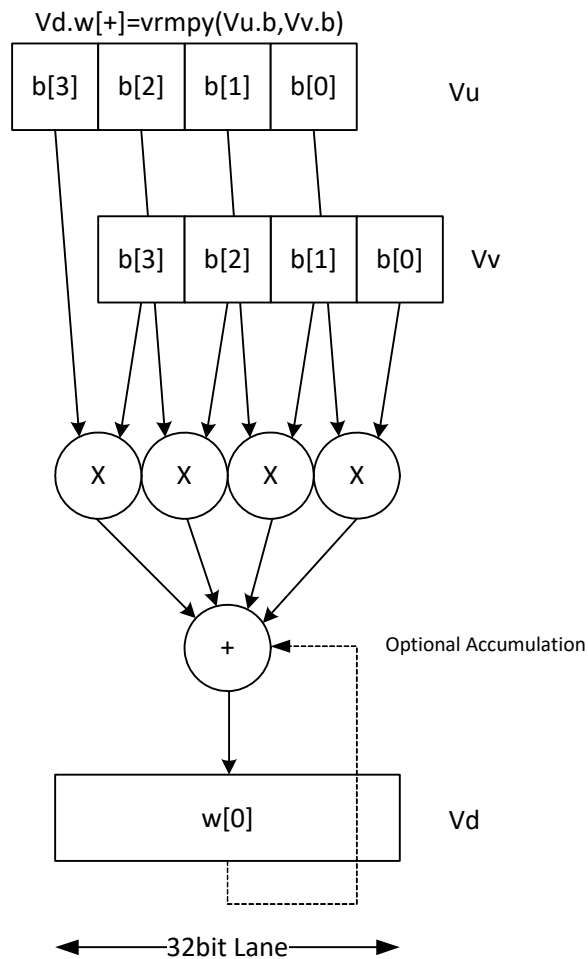 Vd.w[+]=vrmpy(Vu.b,Vv.b)
b[3] b[2] b[1] b[0] Vu
b[3] b[2] b[1] b[0] Vv
X X X X
+ Optional Accumulation
w[0] Vd
32bit Lane